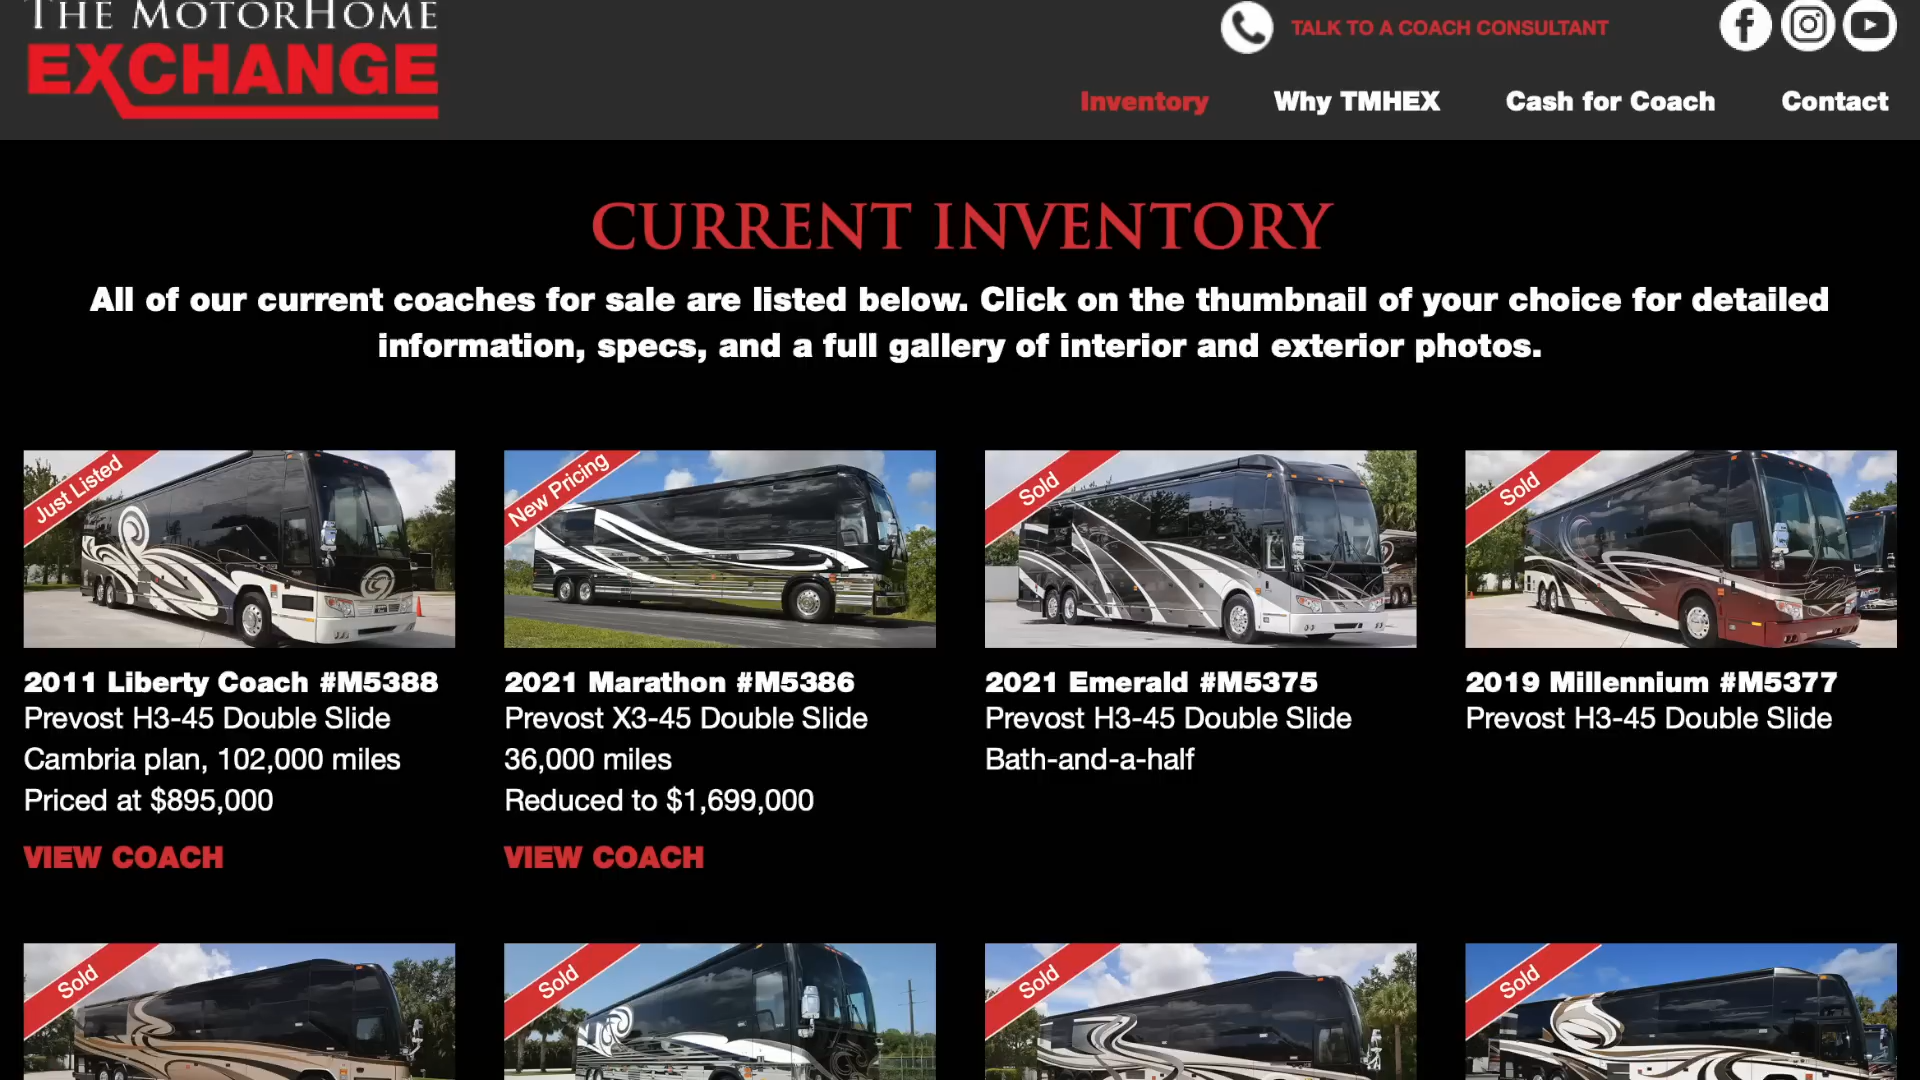 THE MOTORHOME
EXCHANGE
TALK TO A COACH CONSULTANT
Inventory
Why TMHEX
Cash for Coach
Contact
CURRENT INVENTORY
All of our current coaches for sale are listed below. Click on the thumbnail of your choice for detailed
information, specs, and a full gallery of interior and exterior photos.
Just Listed
2011 Liberty Coach #M5388
Prevost H3-45 Double Slide
Cambria plan, 102,000 miles
Priced at $895,000
VIEW COACH
New Pricing
2021 Marathon #M5386
Prevost X3-45 Double Slide
36,000 miles
Reduced to $1,699,000
VIEW COACH
Sold
2021 Emerald #M5375
Prevost H3-45 Double Slide
Bath-and-a-half
Sold
2019 Millennium #M5377
Prevost H3-45 Double Slide
Sold
Sold
Sold
Sold